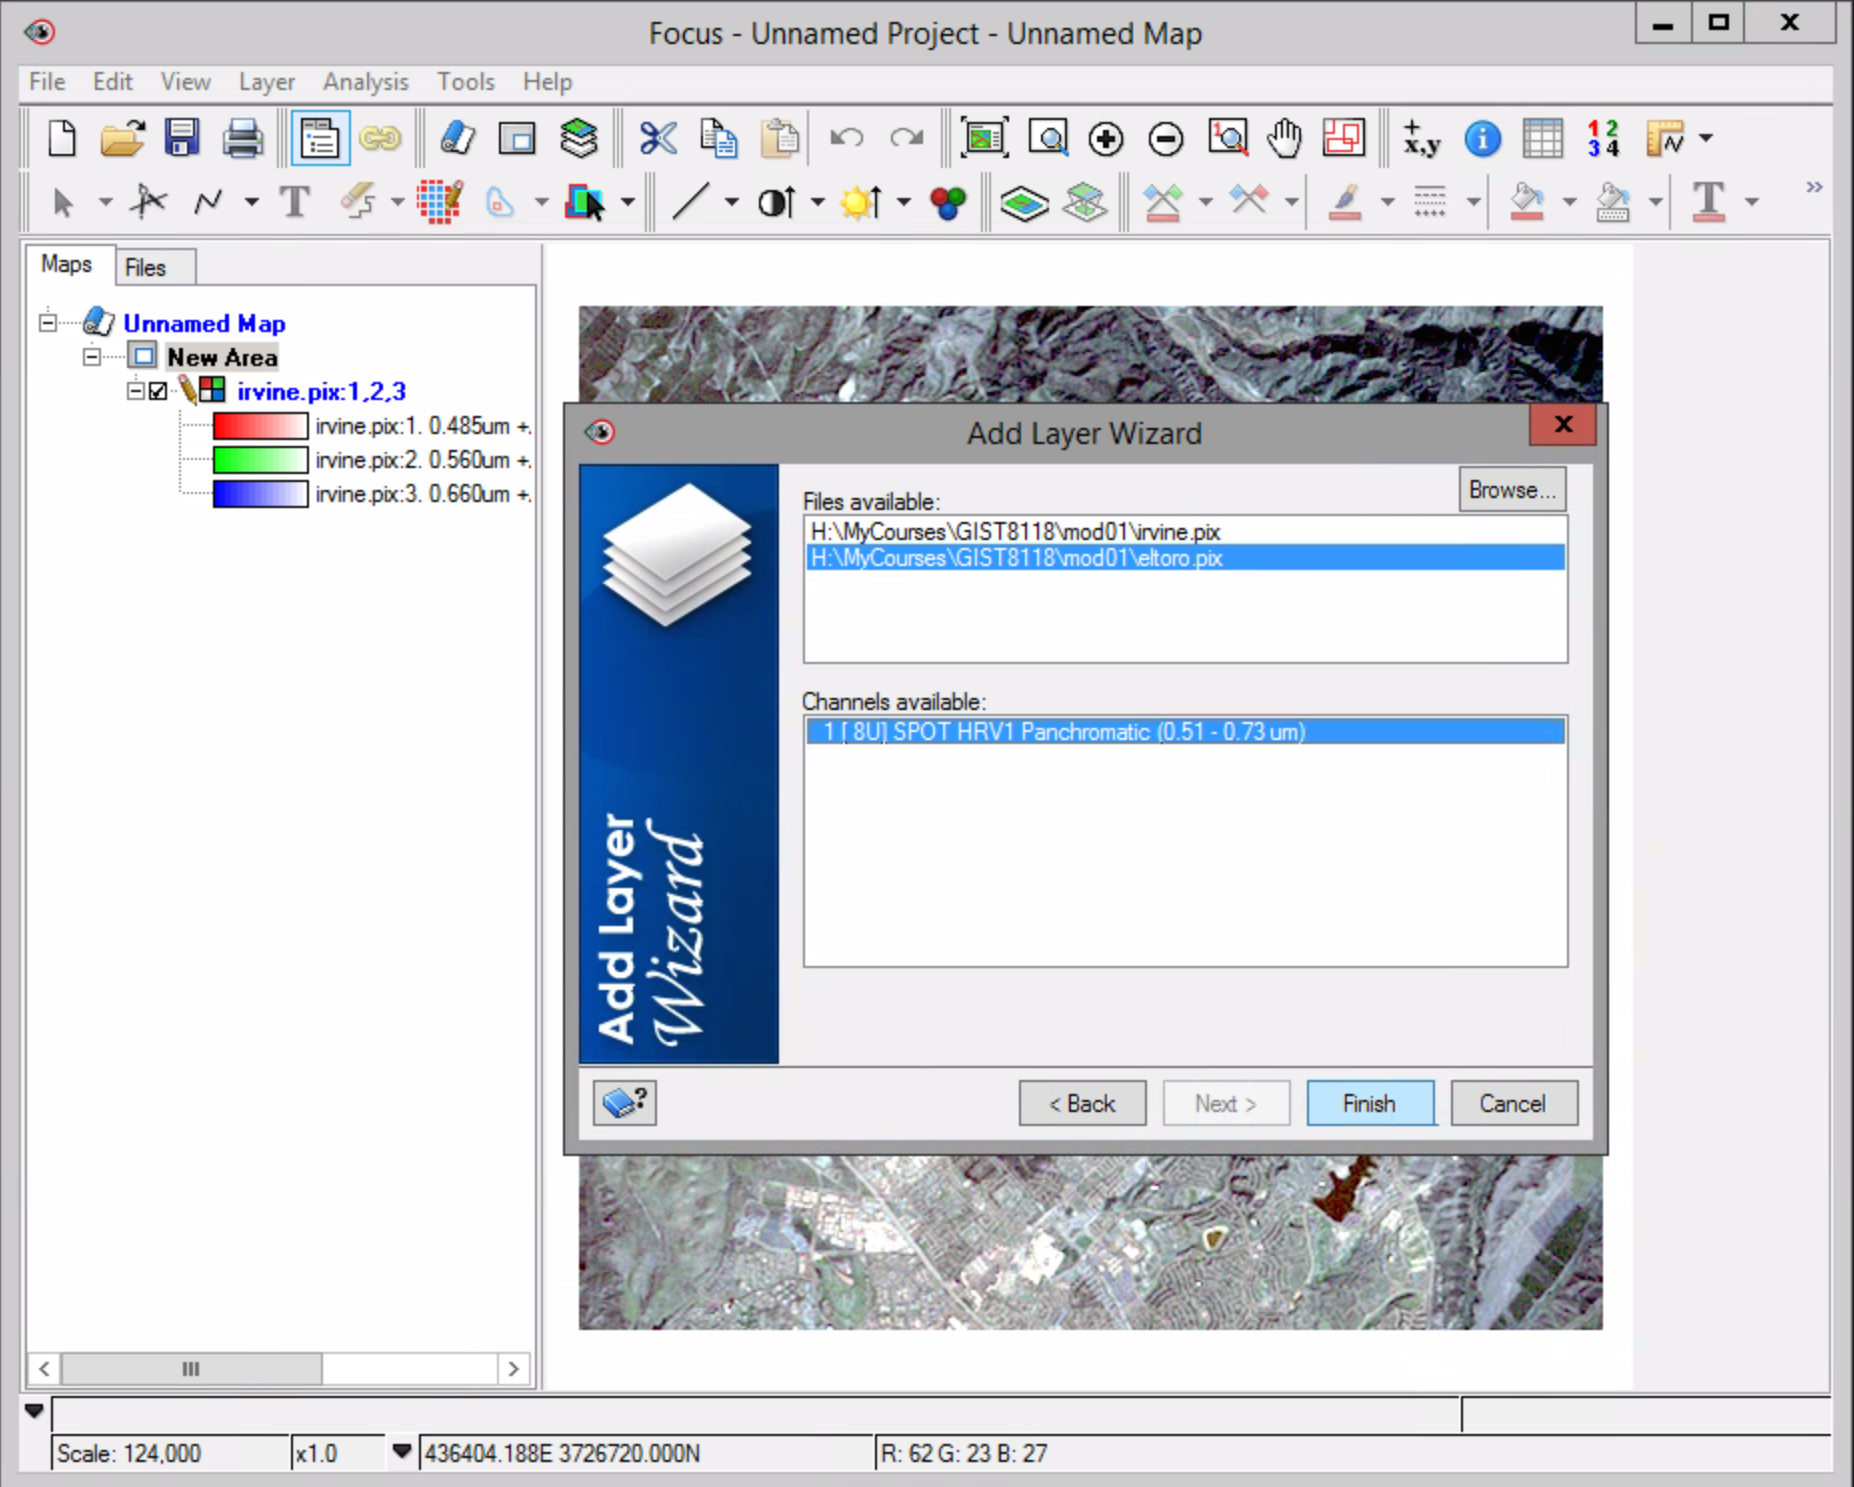 Focus - Unnamed Project - Unnamed Map
File Edit View Layer Analysis Tools Help
+ x,y i 1 2 3 4
T T
Maps Files
Unnamed Map
New Area
irvine.pix:1,2,3
irvine.pix:1. 0.485um +.
irvine.pix:2. 0.560um +.
irvine.pix:3. 0.660um +.
Add Layer Wizard
Browse...
Files available:
H:\MyCourses\GIST8118\mod01\irvine.pix
H:\MyCourses\GIST8118\mod01\eltoro.pix
Channels available:
1 [ 8U] SPOT HRV1 Panchromatic (0.51 - 0.73 um)
Add Layer
Wizard
< Back Next > Finish Cancel
Scale: 124,000 x1.0 436404.188E 3726720.000N R: 62 G: 23 B: 27